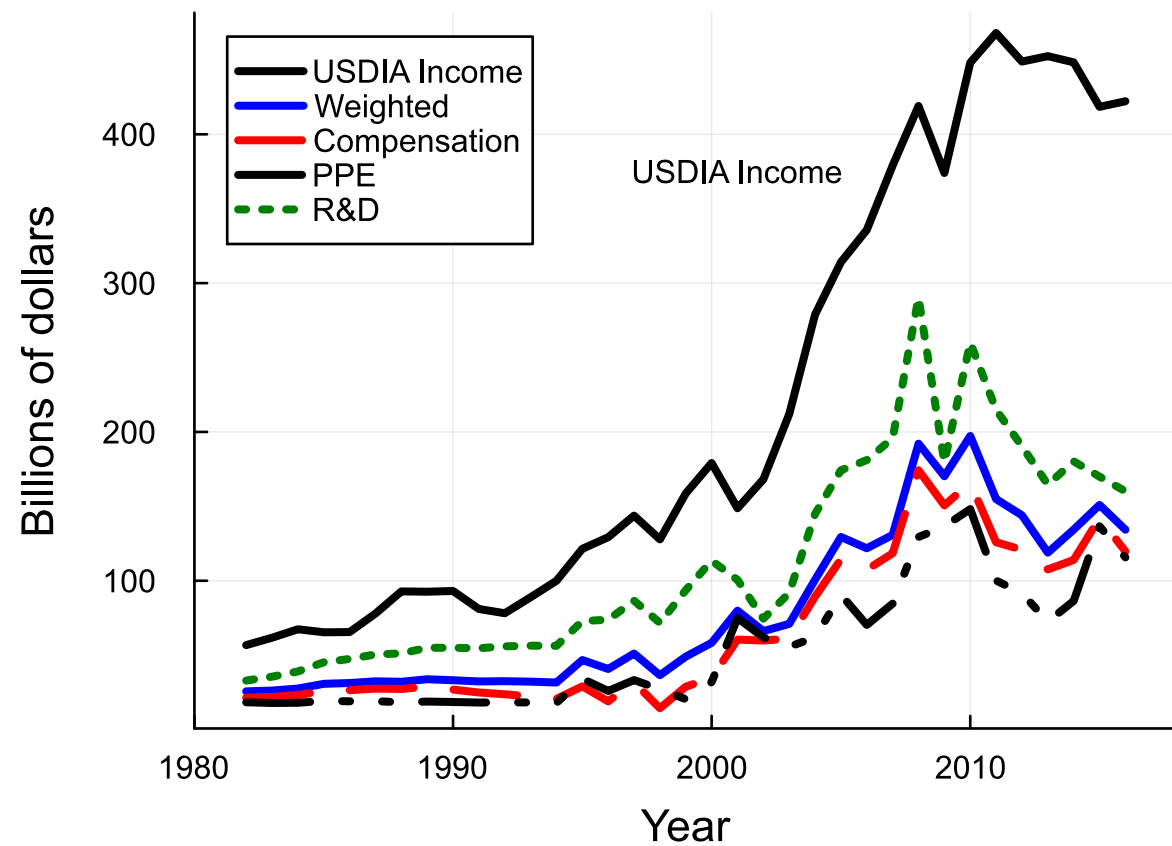 USDIA Income
Weighted
Compensation
PPE
R&D
USDIA Income
Billions of dollars
400
300
200
100
1980
1990
2000
2010
Year